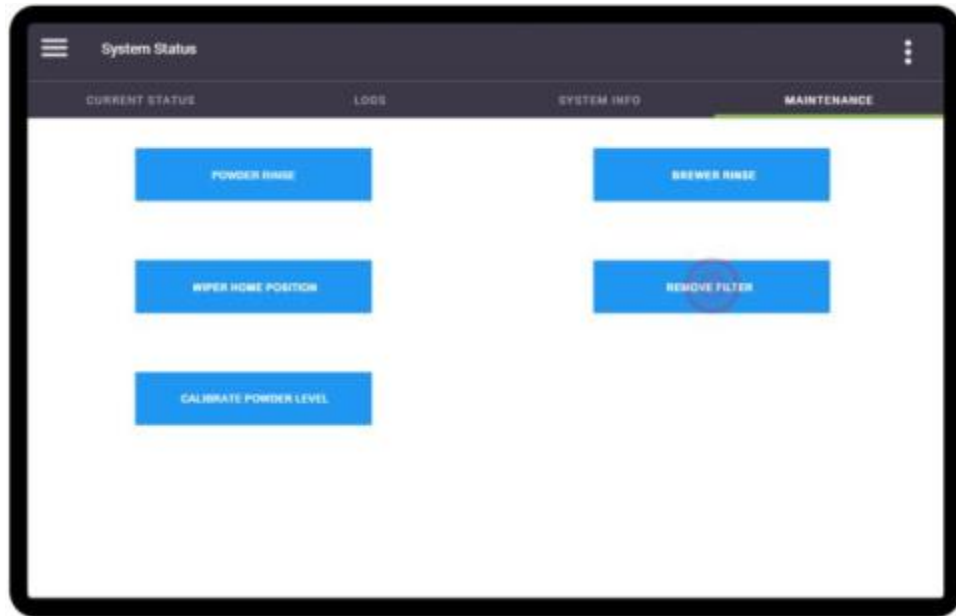 System Status
CURRENT STATUS LOGS SYSTEM INFO MAINTENANCE
POWDER RINSE BREWER RINSE
WIPER HOME POSITION REMOVE FILTER
CALIBRATE POWDER LEVEL